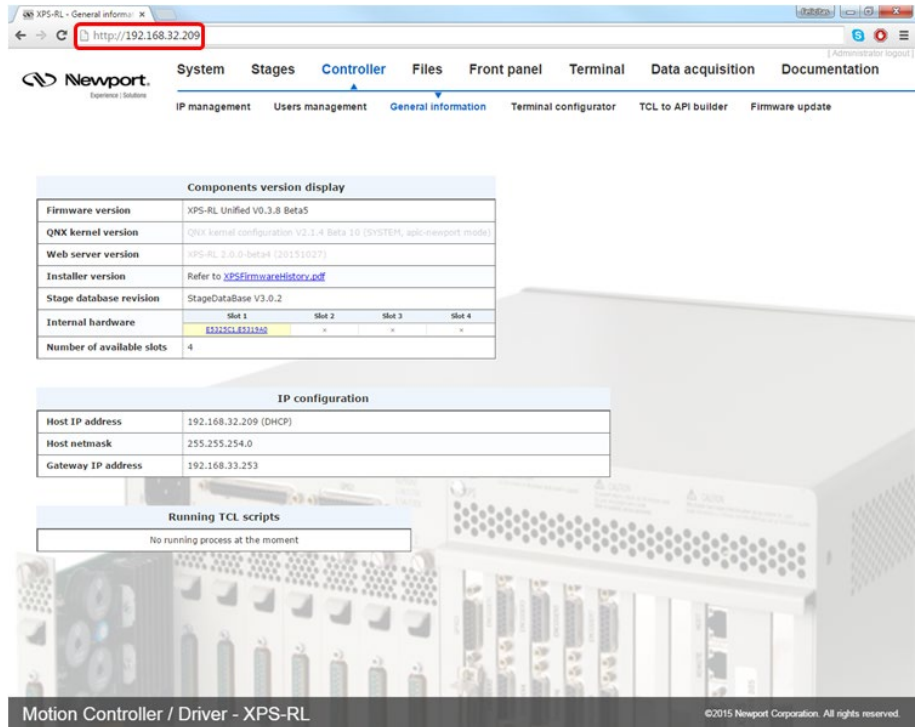 XPS-RL - General informat
http://192.168.32.209
[ Administrator logout ]
Newport.
Experience | Solutions
System Stages Controller Files Front panel Terminal Data acquisition Documentation
IP management Users management General information Terminal configurator TCL to API builder Firmware update
Components version display
Firmware version XPS-RL Unified V0.3.8 Beta5
QNX kernel version QNX kernel configuration V2.1.4 Beta 10 (SYSTEM, apic-newport mode)
Web server version XPS-RL 2.0.0-beta4 (20151027)
Installer version Refer to XPSFirmwareHistory.pdf
Stage database revision StageDataBase V3.0.2
Internal hardware Slot 1 Slot 2 Slot 3 Slot 4
E5325C1,E5319A0 × × ×
Number of available slots 4
IP configuration
Host IP address 192.168.32.209 (DHCP)
Host netmask 255.255.254.0
Gateway IP address 192.168.33.253
Running TCL scripts
No running process at the moment
Motion Controller / Driver - XPS-RL
©2015 Newport Corporation. All rights reserved.